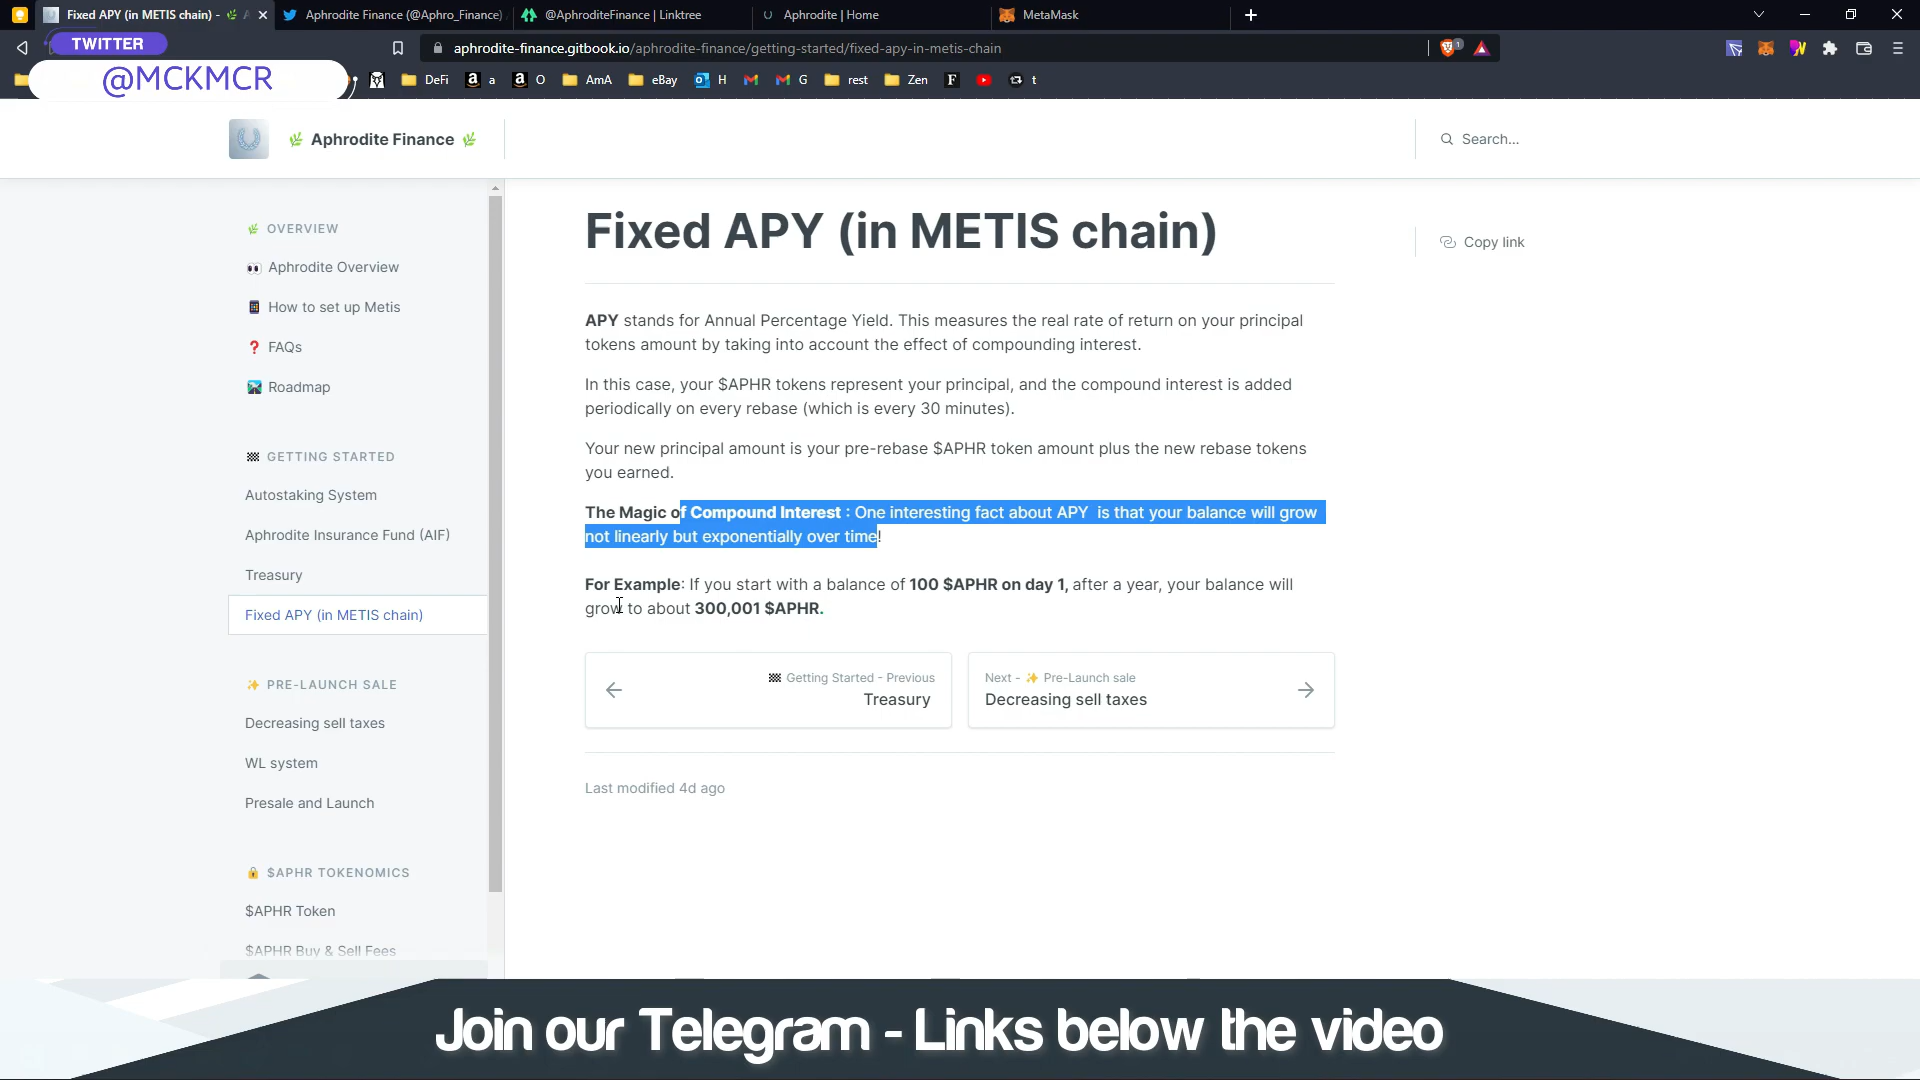 Fixed APY (in METIS chain) -
Aphrodite Finance (@Aphro_Finance)
@AphroditeFinance | Linktree
Aphrodite | Home
MetaMask
TWITTER
@MCKMCR
aphrodite-finance.gitbook.io/aphrodite-finance/getting-started/fixed-apy-in-metis-chain
1
DeFi
a
O
AmA
eBay
H
G
rest
Zen
t
Aphrodite Finance
Search...
OVERVIEW
Aphrodite Overview
How to set up Metis
FAQs
Roadmap
GETTING STARTED
Autostaking System
Aphrodite Insurance Fund (AIF)
Treasury
Fixed APY (in METIS chain)
PRE-LAUNCH SALE
Decreasing sell taxes
WL system
Presale and Launch
$APHR TOKENOMICS
$APHR Token
$APHR Buy & Sell Fees
Fixed APY (in METIS chain)
Copy link
APY stands for Annual Percentage Yield. This measures the real rate of return on your principal
tokens amount by taking into account the effect of compounding interest.
In this case, your $APHR tokens represent your principal, and the compound interest is added
periodically on every rebase (which is every 30 minutes).
Your new principal amount is your pre-rebase $APHR token amount plus the new rebase tokens
you earned.
The Magic of Compound Interest : One interesting fact about APY  is that your balance will grow
not linearly but exponentially over time!
For Example: If you start with a balance of 100 $APHR on day 1, after a year, your balance will
grow to about 300,001 $APHR.
Getting Started - Previous
Treasury
Next - ✨ Pre-Launch sale
Decreasing sell taxes
Last modified 4d ago
Join our Telegram - Links below the video